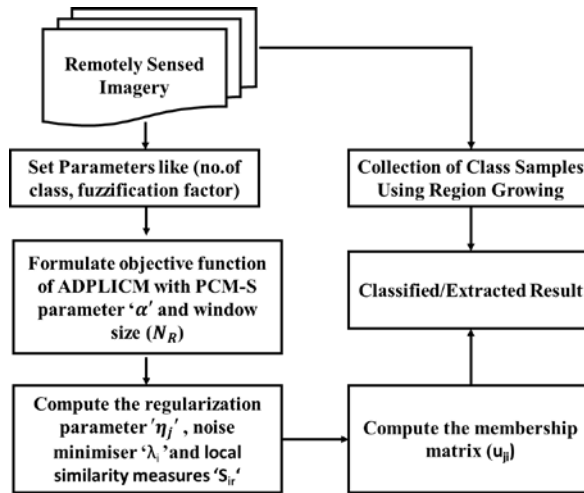 Remotely Sensed
Imagery
Set Parameters like (no.of
class, fuzzification factor)
Collection of Class Samples
Using Region Growing
Formulate objective function
of ADPLICM with PCM-S
parameter ‘α’ and window
size (N_R)
Classified/Extracted Result
Compute the regularization
parameter ’η_j’ , noise
minimiser ‘λ_i ’and local
similarity measures ‘S_ir‘
Compute the membership
matrix (u_ji)